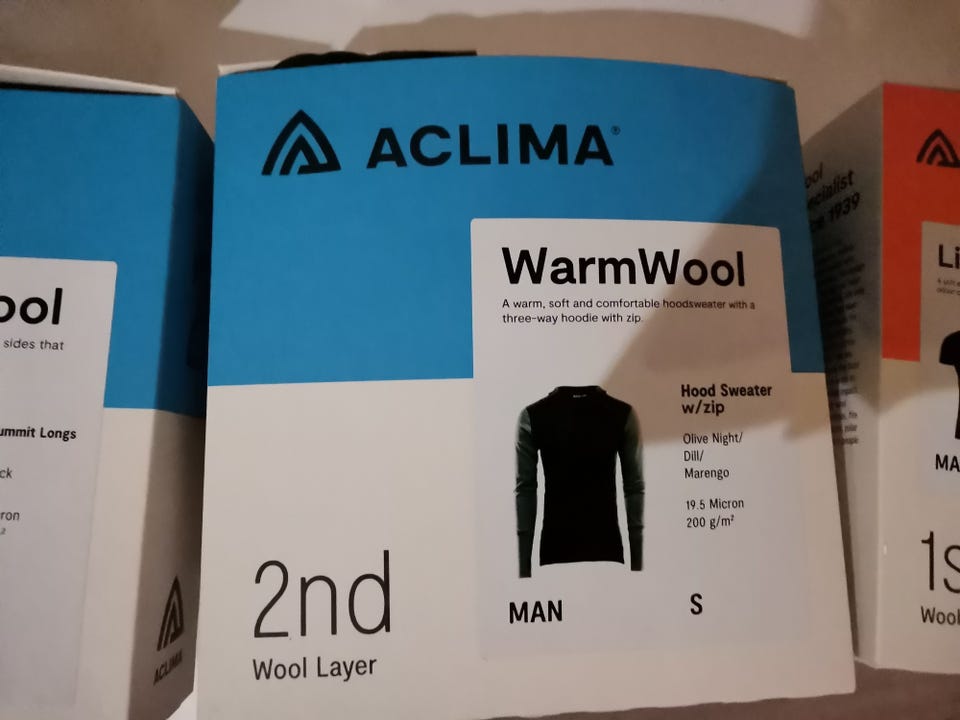 ACLIMA®
WarmWool
A warm, soft and comfortable hoodsweater with a
three-way hoodie with zip.
Hood Sweater
w/zip
Olive Night/
Dill/
Marengo
19.5 Micron
200 g/m²
MAN
S
2nd
Wool Layer
ool
sides that
ummit Longs
ck
ron
ACLIMA
ool
ecialist
ce 1939
Li
MA
1s
Wool